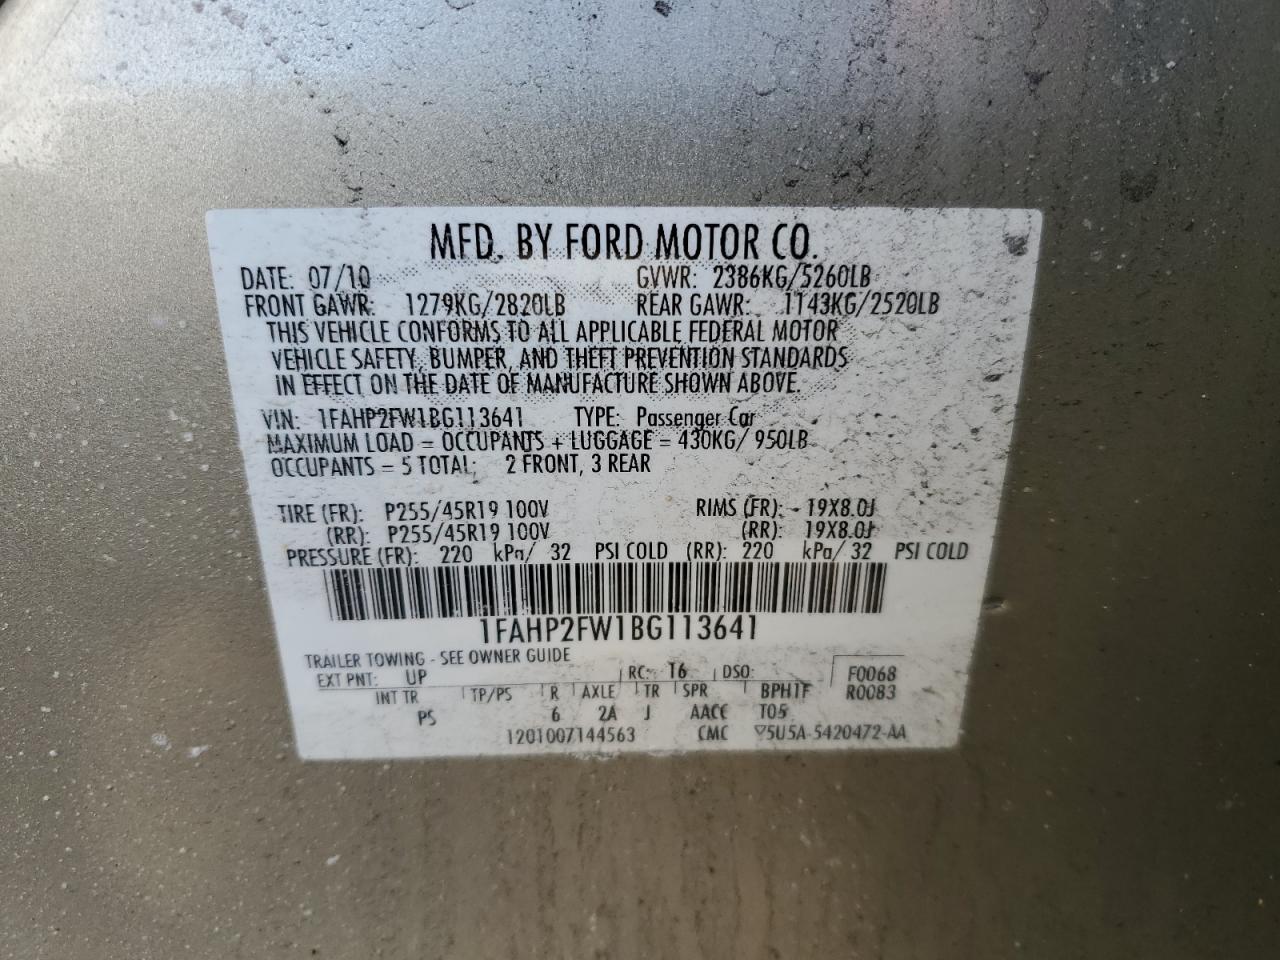 MFD. BY FORD MOTOR CO.
DATE: 07/10 GVWR: 2386KG/5260LB
FRONT GAWR: 1279KG/2820LB REAR GAWR: 1143KG/2520LB
THIS VEHICLE CONFORMS TO ALL APPLICABLE FEDERAL MOTOR
VEHICLE SAFETY, BUMPER, AND THEFT PREVENTION STANDARDS
IN EFFECT ON THE DATE OF MANUFACTURE SHOWN ABOVE.
VIN: 1FAHP2FW1BG113641 TYPE: Passenger Car
MAXIMUM LOAD = OCCUPANTS + LUGGAGE = 430KG/ 950LB
OCCUPANTS = 5 TOTAL; 2 FRONT, 3 REAR
TIRE (FR): P255/45R19 100V RIMS (FR): 19X8.0J
(RR): P255/45R19 100V (RR): 19X8.0J
PRESSURE (FR): 220 kPa/ 32 PSI COLD (RR): 220 kPa/ 32 PSI COLD
1FAHP2FW1BG113641
TRAILER TOWING - SEE OWNER GUIDE
EXT PNT: UP RC: 16 DSO: F0068
INT TR TP/PS R AXLE TR SPR BPHTF R0083
PS 6 2A J AACC T05
1201007144563 CMC 5U5A-5420472-AA